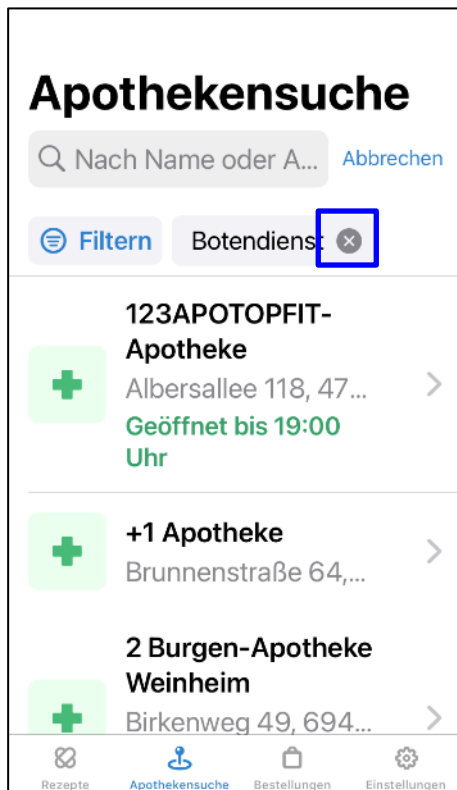 Apothekensuche
Nach Name oder A...
Abbrechen
Filtern
Botendienst
123APOTOPFIT-
Apotheke
Albersallee 118, 47...
Geöffnet bis 19:00
Uhr
+1 Apotheke
Brunnenstraße 64,...
2 Burgen-Apotheke
Weinheim
Birkenweg 49, 694...
Rezepte
Apothekensuche
Bestellungen
Einstellungen